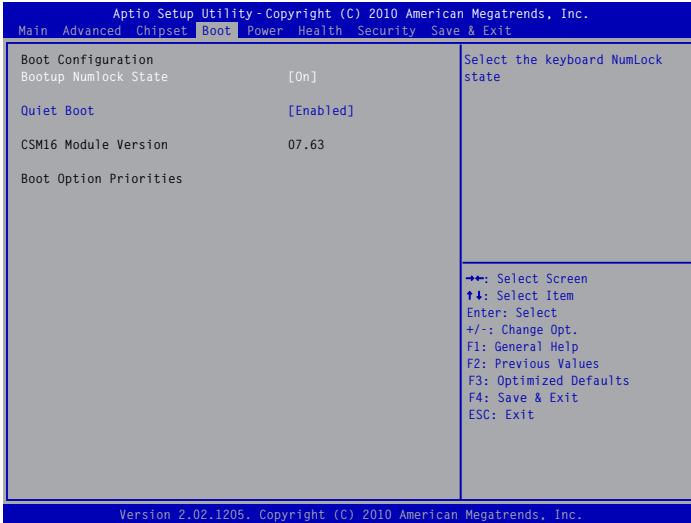 Aptio Setup Utility - Copyright (C) 2010 American Megatrends, Inc.
Main Advanced Chipset Boot Power Health Security Save & Exit
Boot Configuration
Bootup Numlock State [On]
Quiet Boot [Enabled]
CSM16 Module Version 07.63
Boot Option Priorities
Select the keyboard NumLock
state
→←: Select Screen
↑↓: Select Item
Enter: Select
+/-: Change Opt.
F1: General Help
F2: Previous Values
F3: Optimized Defaults
F4: Save & Exit
ESC: Exit
Version 2.02.1205. Copyright (C) 2010 American Megatrends, Inc.